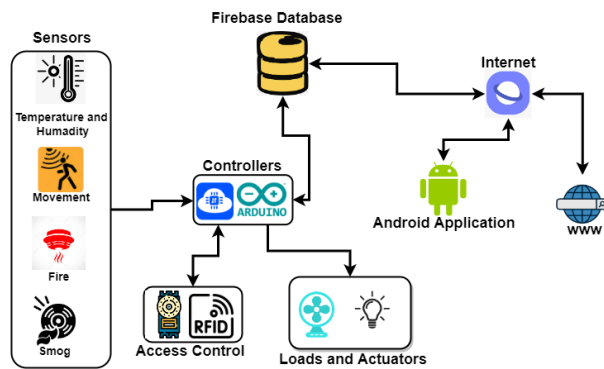 Firebase Database
Sensors
Internet
Temperature and
Humadity
Controllers
ARDUINO
Movement
Android Application
WWW
Fire
RFID
Smog
Access Control
Loads and Actuators